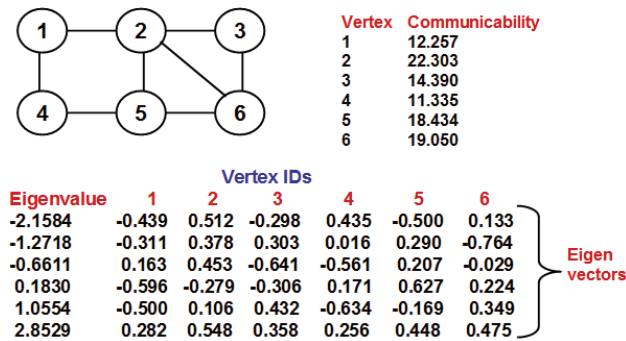 1 2 3
4 5 6
Vertex Communicability
1 12.257
2 22.303
3 14.390
4 11.335
5 18.434
6 19.050
Vertex IDs
Eigenvalue 1 2 3 4 5 6
-2.1584 -0.439 0.512 -0.298 0.435 -0.500 0.133
-1.2718 -0.311 0.378 0.303 0.016 0.290 -0.764
-0.6611 0.163 0.453 -0.641 -0.561 0.207 -0.029
0.1830 -0.596 -0.279 -0.306 0.171 0.627 0.224
1.0554 -0.500 0.106 0.432 -0.634 -0.169 0.349
2.8529 0.282 0.548 0.358 0.256 0.448 0.475
Eigen
vectors